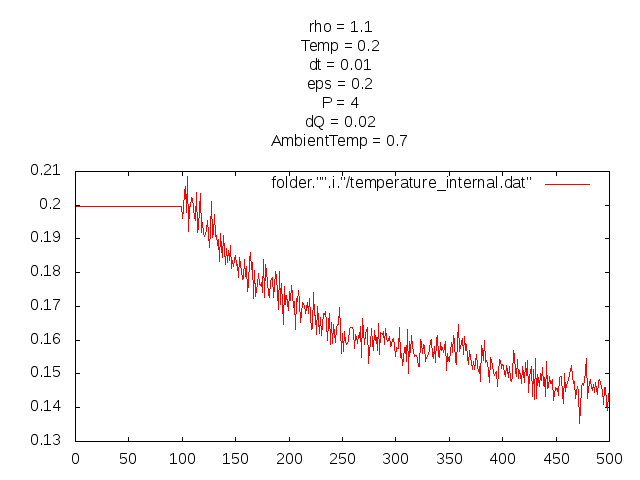 rho = 1.1
Temp = 0.2
dt = 0.01
eps = 0.2
P = 4
dQ = 0.02
AmbientTemp = 0.7
folder."".i."/temperature_internal.dat"
0.21
0.2
0.19
0.18
0.17
0.16
0.15
0.14
0.13
0 50 100 150 200 250 300 350 400 450 500